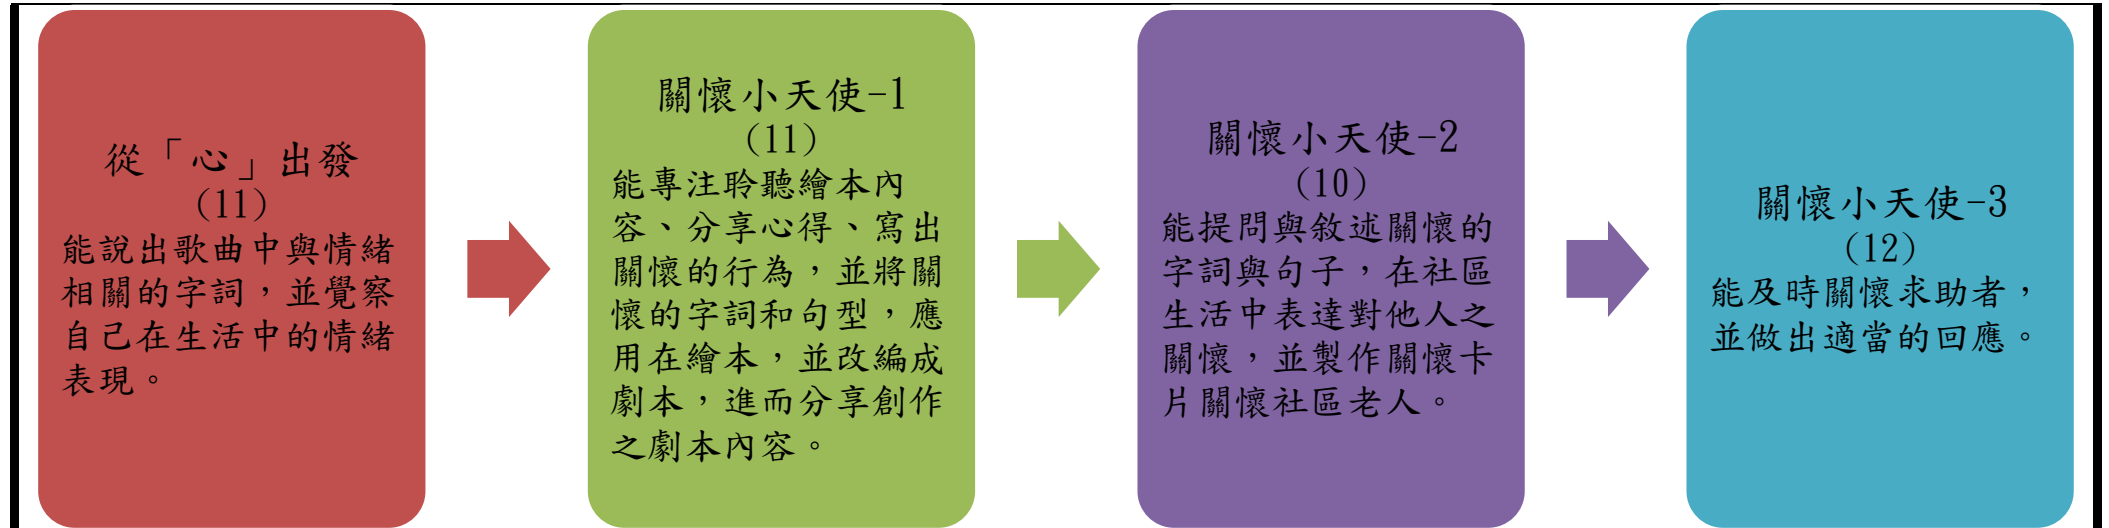 從「心」出發
(11)
能說出歌曲中與情緒
相關的字詞，並覺察
自己在生活中的情緒
表現。
關懷小天使-1
(11)
能專注聆聽繪本內
容、分享心得、寫出
關懷的行為，並將關
懷的字詞和句型，應
用在繪本，並改編成
劇本，進而分享創作
之劇本內容。
關懷小天使-2
(10)
能提問與敘述關懷的
字詞與句子，在社區
生活中表達對他人之
關懷，並製作關懷卡
片關懷社區老人。
關懷小天使-3
(12)
能及時關懷求助者，
並做出適當的回應。